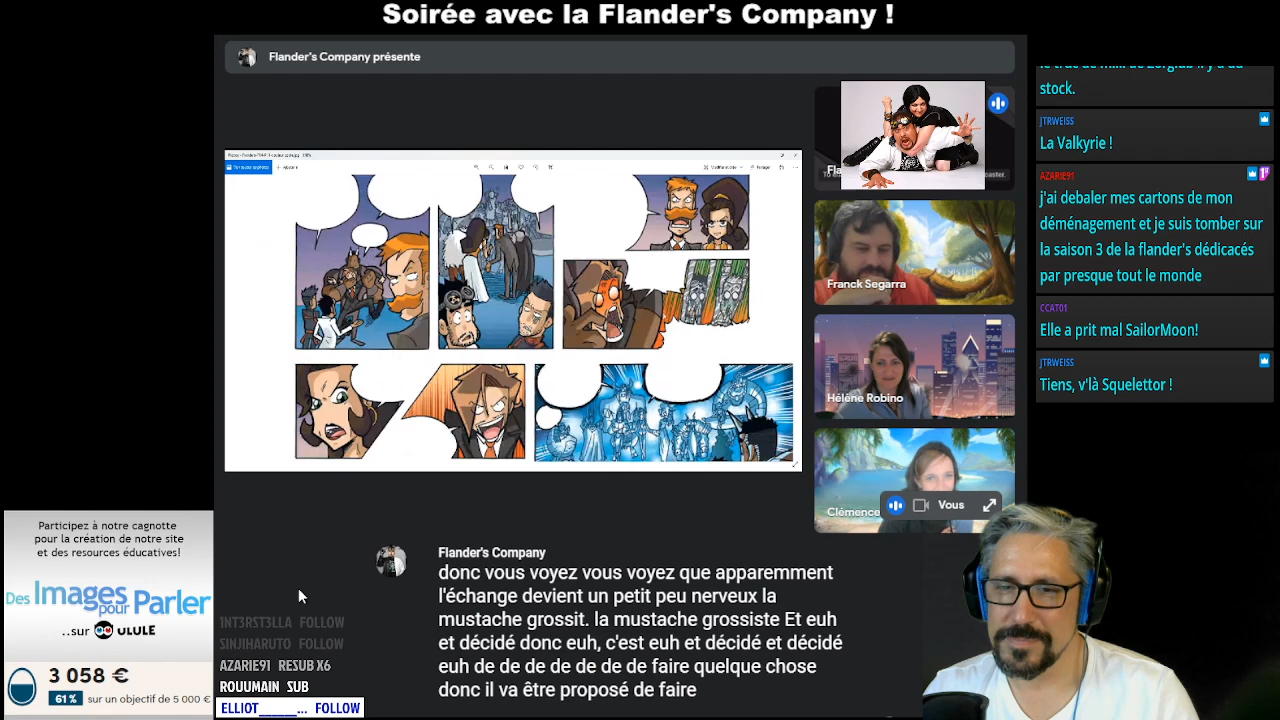 Soirée avec la Flander's Company !
Flander's Company présente
Franck Segarra
Hélène Robino
Clémence
Vous
stock.
JTRWEISS
La Valkyrie !
AZARIE91
j'ai debaler mes cartons de mon
déménagement et je suis tomber sur
la saison 3 de la flander's dédicacés
par presque tout le monde
CCAT01
Elle a prit mal SailorMoon!
JTRWEISS
Tiens, v'là Squelettor !
Participez à notre cagnotte
pour la création de notre site
et des resources éducatives!
Des Images pour Parler
..sur ULULE
3 058 €
61 % sur un objectif de 5 000 €
1NT3RST3LLA FOLLOW
SINJIHARUTO FOLLOW
AZARIE91 RESUB X6
ROUUMAIN SUB
ELLIOT______... FOLLOW
Flander's Company
donc vous voyez vous voyez que apparemment
l'échange devient un petit peu nerveux la
mustache grossit. la mustache grossiste Et euh
et décidé donc euh, c'est euh et décidé et décidé
euh de de de de de de de faire quelque chose
donc il va être proposé de faire